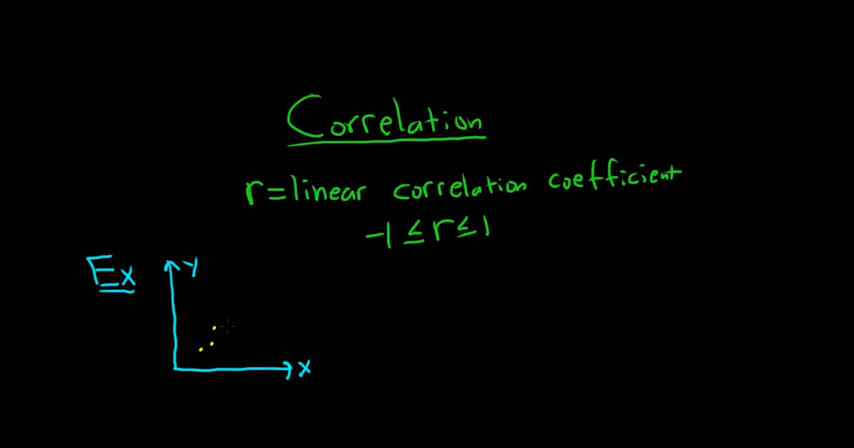 Correlation
r = linear correlation coefficient
-1 ≤ r ≤ 1
Ex
y
x